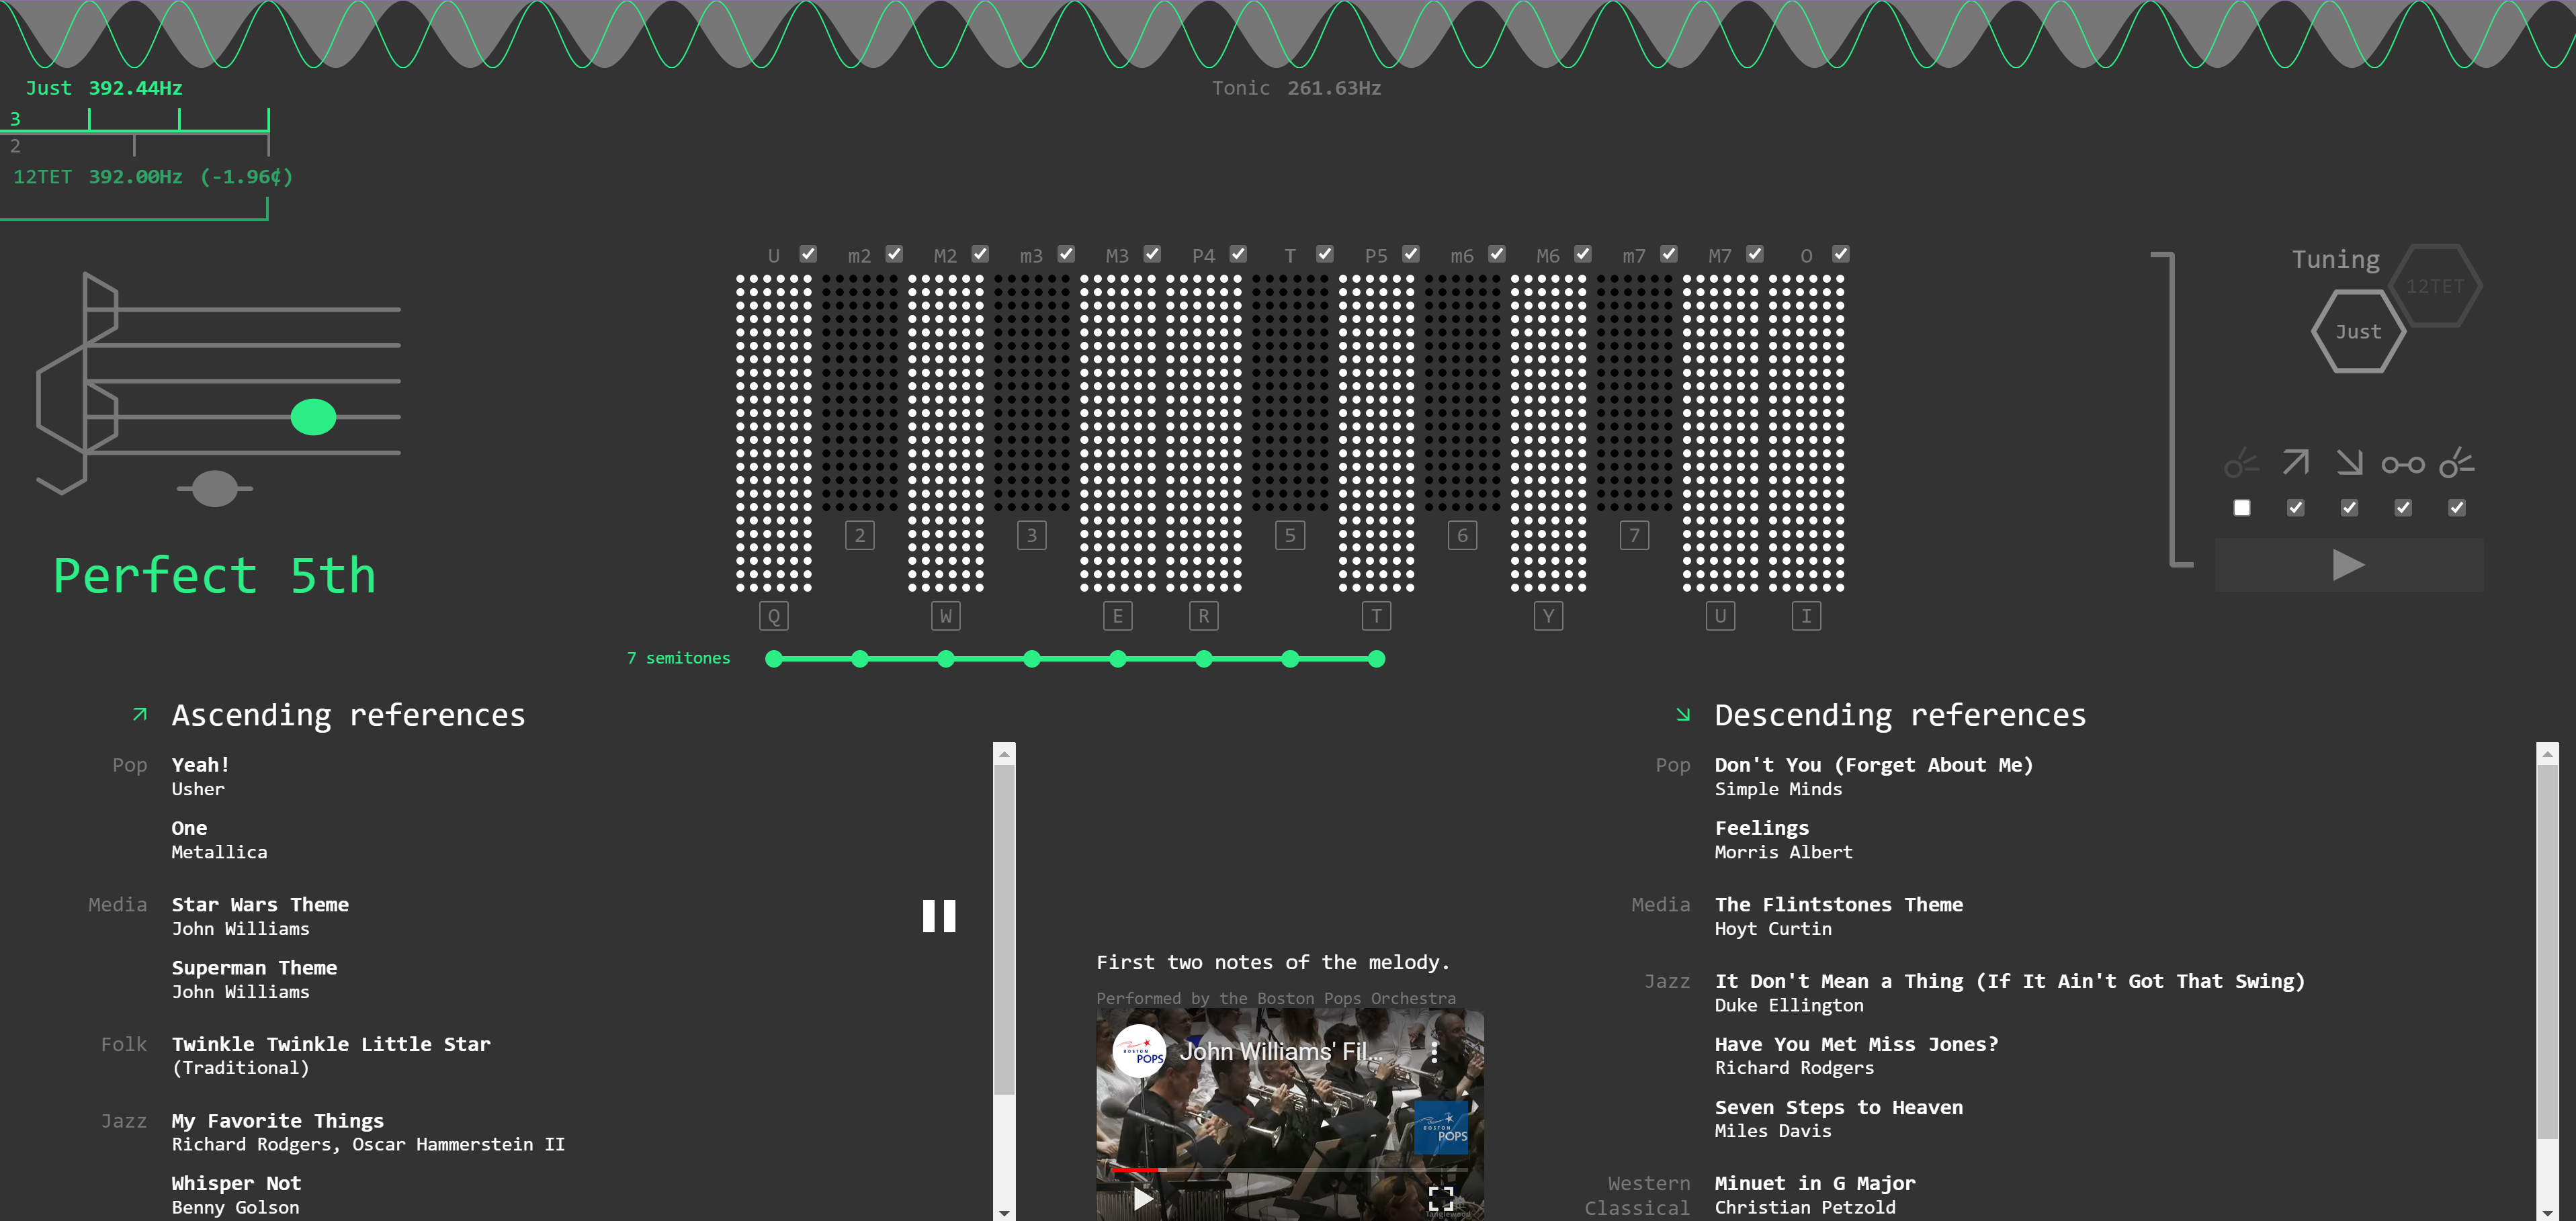 Just 392.44Hz
Tonic 261.63Hz
3
2
12TET 392.00Hz (-1.96¢)
U m2 M2 m3 M3 P4 T P5 m6 M6 m7 M7 O
Tuning
12TET
Just
2 3 5 6 7
Q W E R T Y U I
Perfect 5th
7 semitones
Ascending references
Pop
Yeah!
Usher
One
Metallica
Media
Star Wars Theme
John Williams
Superman Theme
John Williams
Folk
Twinkle Twinkle Little Star
(Traditional)
Jazz
My Favorite Things
Richard Rodgers, Oscar Hammerstein II
Whisper Not
Benny Golson
First two notes of the melody.
Performed by the Boston Pops Orchestra
BOSTON
POPS
John Williams' Fil...
BOSTON
POPS
Descending references
Pop
Don't You (Forget About Me)
Simple Minds
Feelings
Morris Albert
Media
The Flintstones Theme
Hoyt Curtin
Jazz
It Don't Mean a Thing (If It Ain't Got That Swing)
Duke Ellington
Have You Met Miss Jones?
Richard Rodgers
Seven Steps to Heaven
Miles Davis
Western
Classical
Minuet in G Major
Christian Petzold